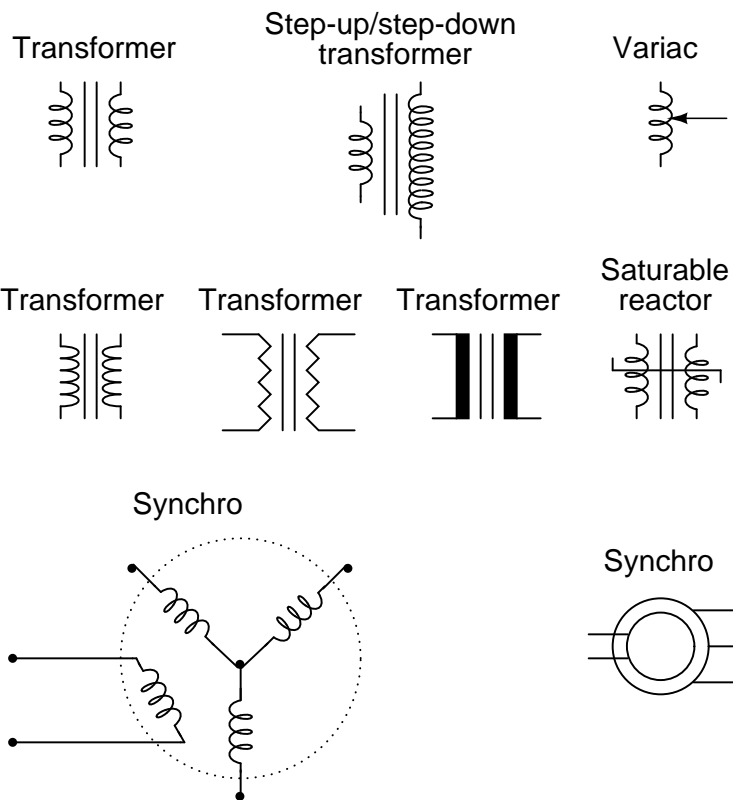 Transformer
Step-up/step-down
transformer
Variac
Transformer
Transformer
Transformer
Saturable
reactor
Synchro
Synchro